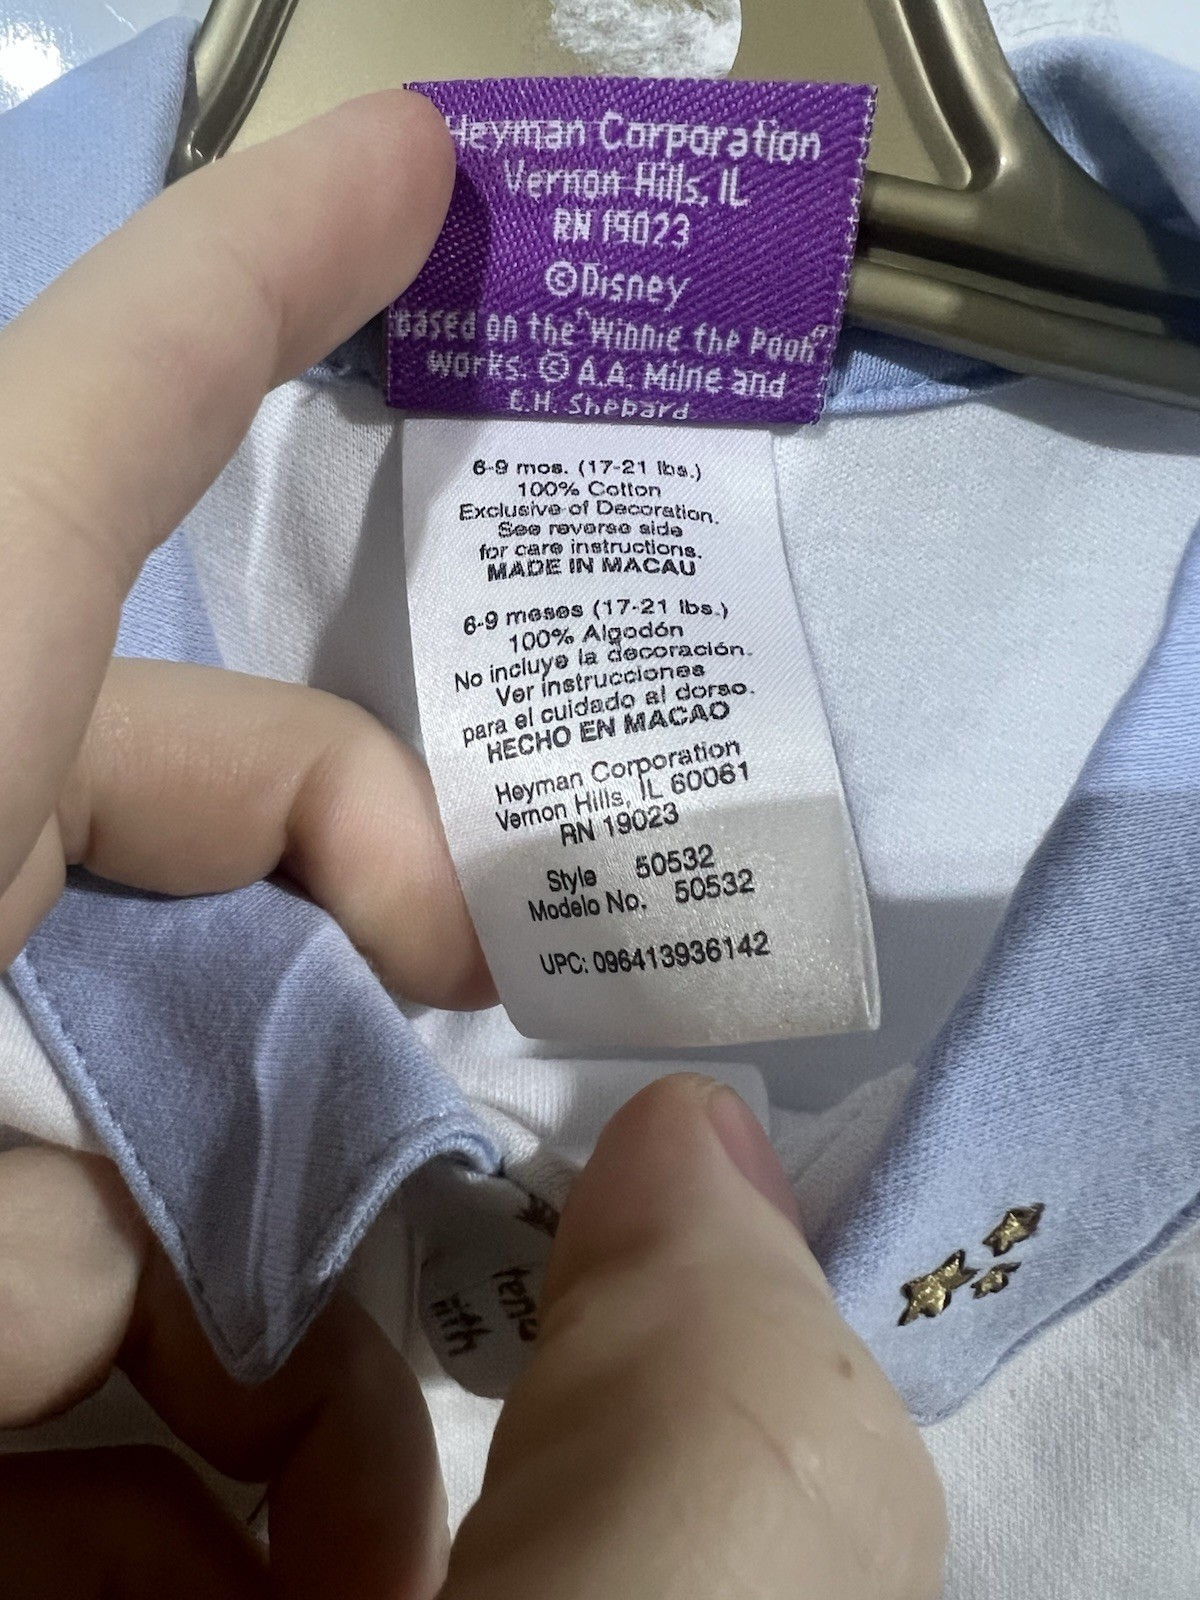 Heyman Corporation
Vernon Hills, IL
RN 19023
©Disney
Based on the "Winnie the Pooh"
works. © A.A. Milne and
E.H. Shepard
6-9 mos. (17-21 lbs.)
100% Cotton
Exclusive of Decoration.
See reverse side
for care instructions.
MADE IN MACAU
6-9 meses (17-21 lbs.)
100% Algodón
No incluye la decoración.
Ver instrucciones
para el cuidado al dorso.
HECHO EN MACAO
Heyman Corporation
Vernon Hills, IL 60061
RN 19023
Style 50532
Modelo No. 50532
UPC: 096413936142